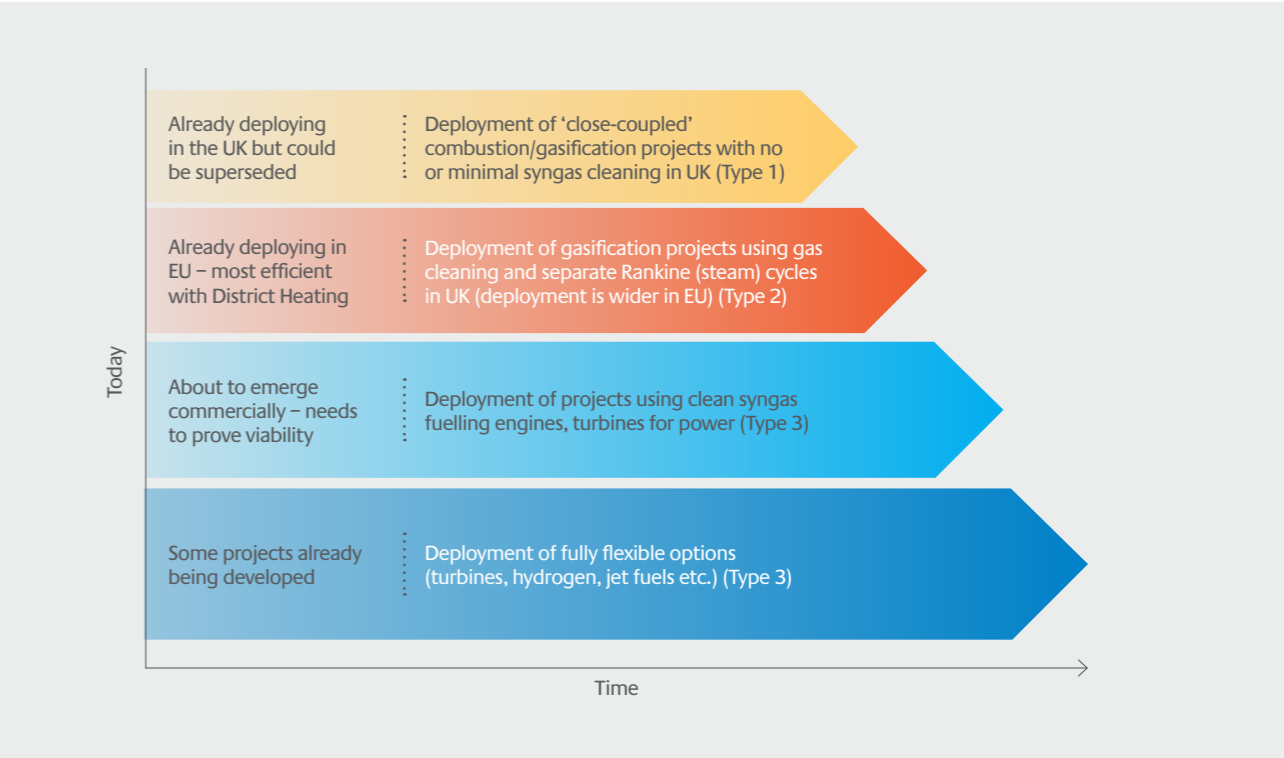 Already deploying
in the UK but could
be superseded
Deployment of ‘close-coupled’
combustion/gasification projects with no
or minimal syngas cleaning in UK (Type 1)
Already deploying in
EU – most efficient
with District Heating
Deployment of gasification projects using gas
cleaning and separate Rankine (steam) cycles
in UK (deployment is wider in EU) (Type 2)
Today
About to emerge
commercially – needs
to prove viability
Deployment of projects using clean syngas
fuelling engines, turbines for power (Type 3)
Some projects already
being developed
Deployment of fully flexible options
(turbines, hydrogen, jet fuels etc.) (Type 3)
Time